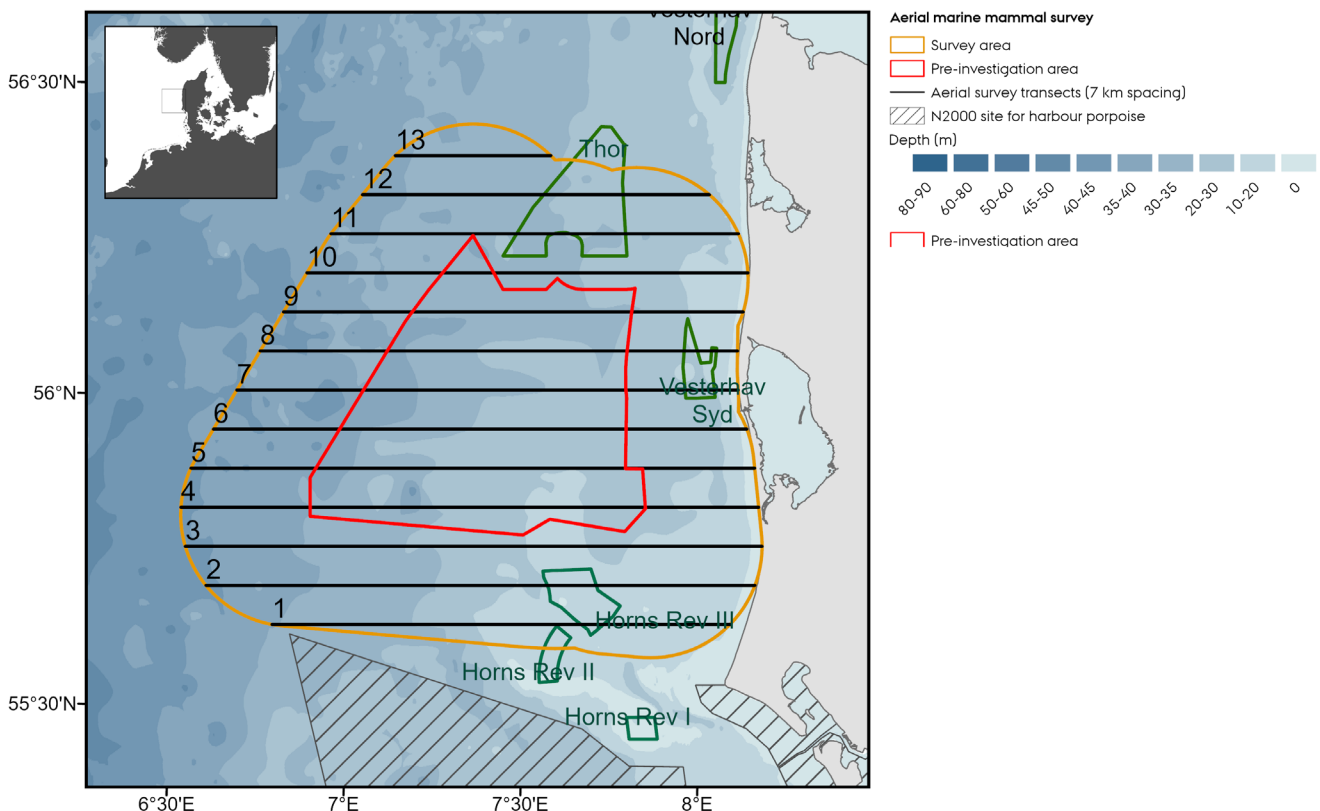 Vesterhav
Nord
56°30'N
13
Thor
12
11
10
9
8
56°N
7
Vesterhav
Syd
6
5
4
3
2
1
Horns Rev III
Horns Rev II
55°30'N
Horns Rev I
6°30'E
7°E
7°30'E
8°E
Aerial marine mammal survey
Survey area
Pre-investigation area
Aerial survey transects (7 km spacing)
N2000 site for harbour porpoise
Depth (m)
80-90
60-80
50-60
45-50
40-45
35-40
30-35
20-30
10-20
0
Pre-investigation area